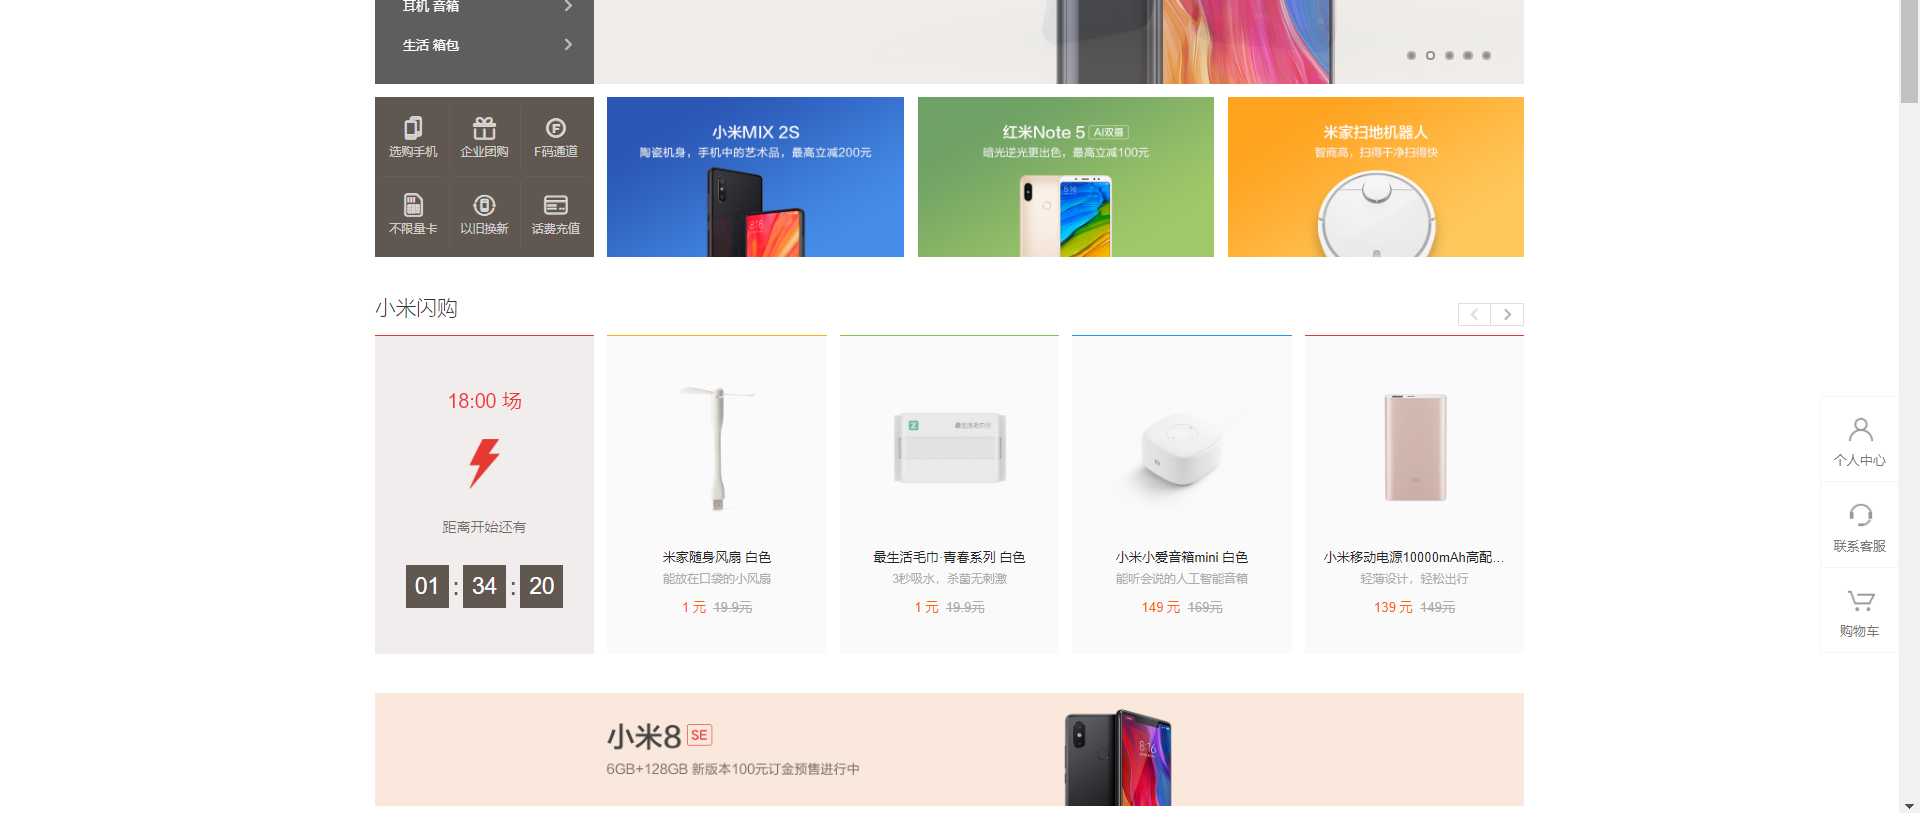 耳机 音箱
生活 箱包
选购手机
企业团购
F码通道
不限量卡
以旧换新
话费充值
小米MIX 2S
陶瓷机身，手机中的艺术品，最高立减200元
红米Note 5 AI双摄
暗光逆光更出色，最高立减100元
8:16
米家扫地机器人
智商高，扫得干净扫得快
小米闪购
18:00 场
距离开始还有
01 : 34 : 20
米家随身风扇 白色
能放在口袋的小风扇
1 元 19.9元
最生活毛巾·青春系列 白色
3秒吸水，杀菌无刺激
1 元 19.9元
小米小爱音箱mini 白色
能听会说的人工智能音箱
149 元 169元
小米移动电源10000mAh高配...
轻薄设计，轻松出行
139 元 149元
个人中心
联系客服
购物车
小米8 SE
6GB+128GB 新版本100元订金预售进行中